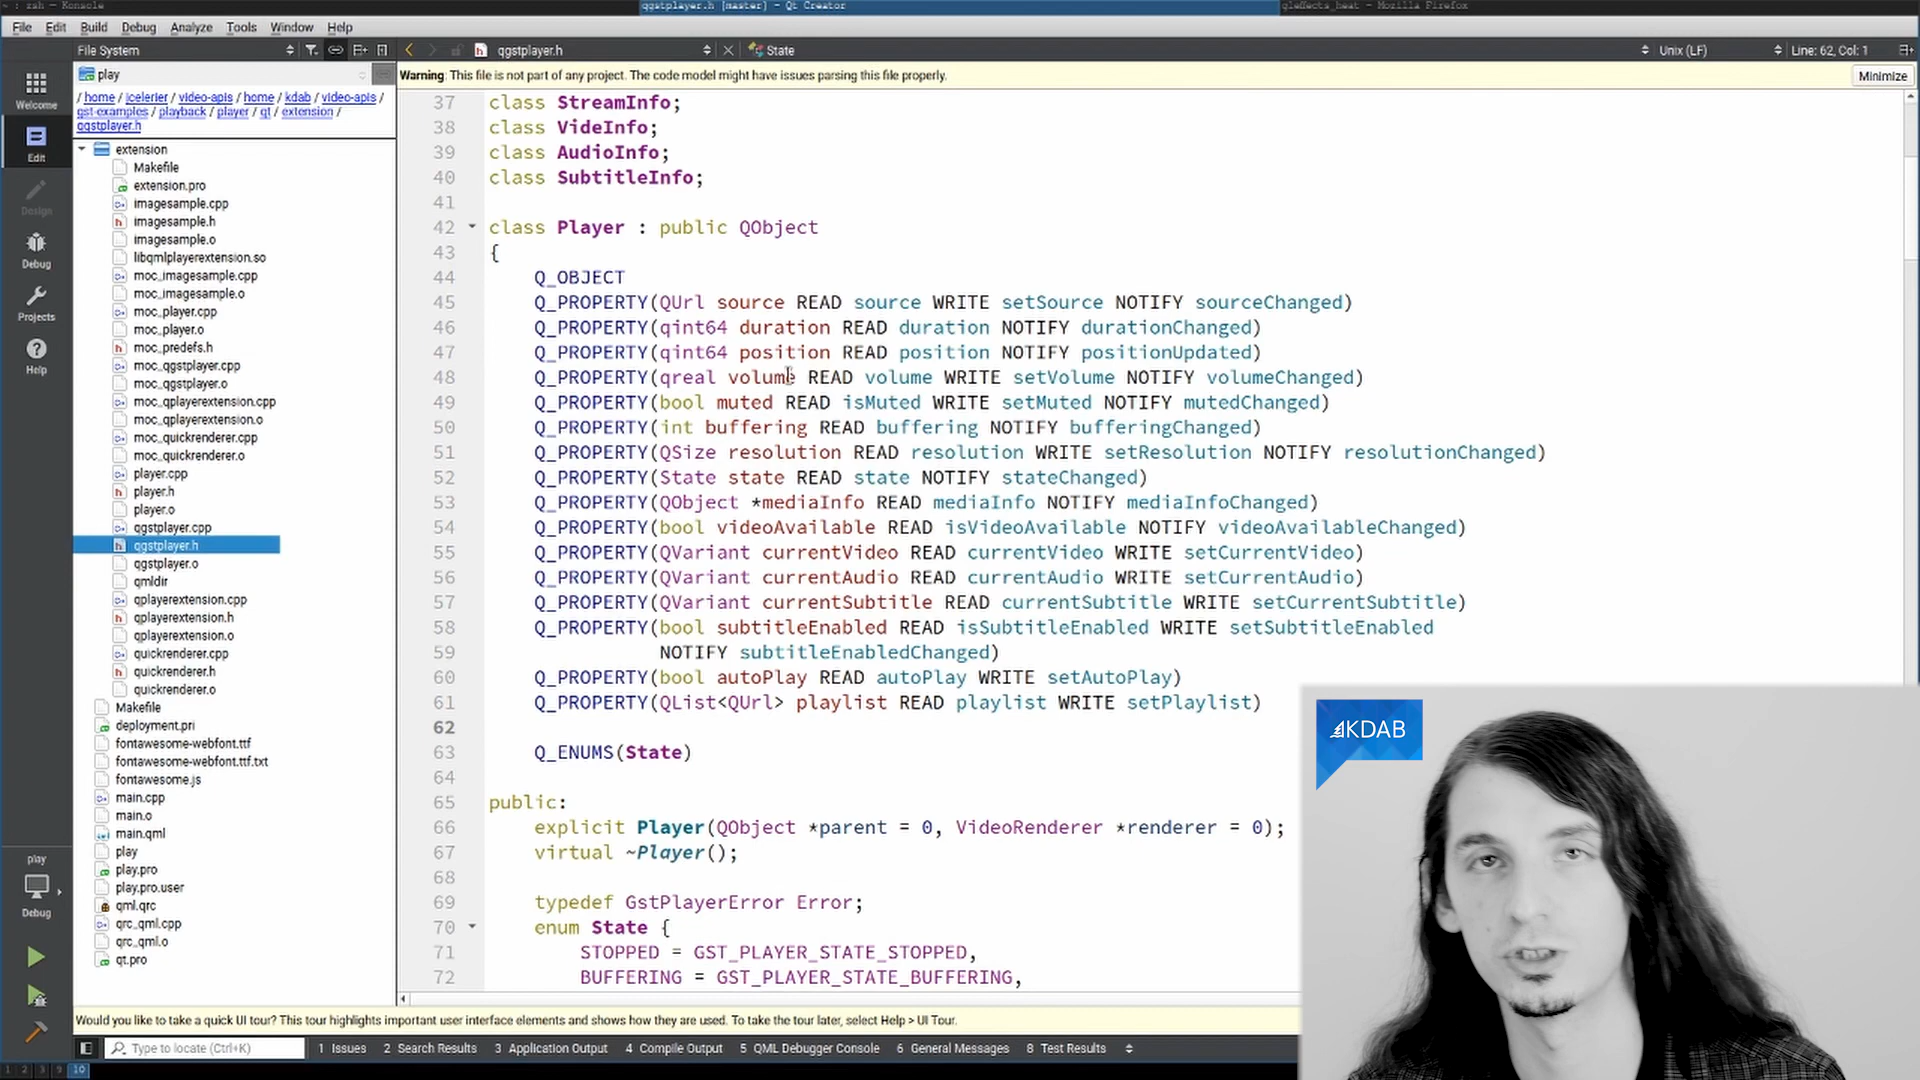 ~ : zsh — Konsole
qgstplayer.h [master] - Qt Creator
gleffects_heat - Mozilla Firefox
File Edit Build Debug Analyze Tools Window Help
File System
qgstplayer.h
State
Unix (LF)
Line: 62, Col: 1
play
/ home / jcelerier / video-apis / home / kdab / video-apis /
gst-examples / playback / player / qt / extension /
qgstplayer.h
Warning: This file is not part of any project. The code model might have issues parsing this file properly.
Minimize
Welcome
Edit
Design
Debug
Projects
Help
play
Debug
extension
Makefile
extension.pro
imagesample.cpp
imagesample.h
imagesample.o
libqmlplayerextension.so
moc_imagesample.cpp
moc_imagesample.o
moc_player.cpp
moc_player.o
moc_predefs.h
moc_qgstplayer.cpp
moc_qgstplayer.o
moc_qplayerextension.cpp
moc_qplayerextension.o
moc_quickrenderer.cpp
moc_quickrenderer.o
player.cpp
player.h
player.o
qgstplayer.cpp
qgstplayer.h
qgstplayer.o
qmldir
qplayerextension.cpp
qplayerextension.h
qplayerextension.o
quickrenderer.cpp
quickrenderer.h
quickrenderer.o
Makefile
deployment.pri
fontawesome-webfont.ttf
fontawesome-webfont.ttf.txt
fontawesome.js
main.cpp
main.o
main.qml
play
play.pro
play.pro.user
qml.qrc
qrc_qml.cpp
qrc_qml.o
qt.pro
37 class StreamInfo;
38 class VideInfo;
39 class AudioInfo;
40 class SubtitleInfo;
41
42 class Player : public QObject
43 {
44 Q_OBJECT
45 Q_PROPERTY(QUrl source READ source WRITE setSource NOTIFY sourceChanged)
46 Q_PROPERTY(qint64 duration READ duration NOTIFY durationChanged)
47 Q_PROPERTY(qint64 position READ position NOTIFY positionUpdated)
48 Q_PROPERTY(qreal volume READ volume WRITE setVolume NOTIFY volumeChanged)
49 Q_PROPERTY(bool muted READ isMuted WRITE setMuted NOTIFY mutedChanged)
50 Q_PROPERTY(int buffering READ buffering NOTIFY bufferingChanged)
51 Q_PROPERTY(QSize resolution READ resolution WRITE setResolution NOTIFY resolutionChanged)
52 Q_PROPERTY(State state READ state NOTIFY stateChanged)
53 Q_PROPERTY(QObject *mediaInfo READ mediaInfo NOTIFY mediaInfoChanged)
54 Q_PROPERTY(bool videoAvailable READ isVideoAvailable NOTIFY videoAvailableChanged)
55 Q_PROPERTY(QVariant currentVideo READ currentVideo WRITE setCurrentVideo)
56 Q_PROPERTY(QVariant currentAudio READ currentAudio WRITE setCurrentAudio)
57 Q_PROPERTY(QVariant currentSubtitle READ currentSubtitle WRITE setCurrentSubtitle)
58 Q_PROPERTY(bool subtitleEnabled READ isSubtitleEnabled WRITE setSubtitleEnabled
59 NOTIFY subtitleEnabledChanged)
60 Q_PROPERTY(bool autoPlay READ autoPlay WRITE setAutoPlay)
61 Q_PROPERTY(QList<QUrl> playlist READ playlist WRITE setPlaylist)
62
63 Q_ENUMS(State)
64
65 public:
66 explicit Player(QObject *parent = 0, VideoRenderer *renderer = 0);
67 virtual ~Player();
68
69 typedef GstPlayerError Error;
70 enum State {
71 STOPPED = GST_PLAYER_STATE_STOPPED,
72 BUFFERING = GST_PLAYER_STATE_BUFFERING,
KDAB
Would you like to take a quick UI tour? This tour highlights important user interface elements and shows how they are used. To take the tour later, select Help > UI Tour.
Type to locate (Ctrl+K)
1 Issues 2 Search Results 3 Application Output 4 Compile Output 5 QML Debugger Console 6 General Messages 8 Test Results
1 2 3 9 10